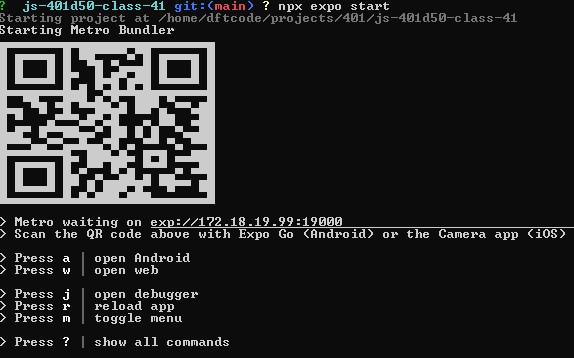 ?  js-401d50-class-41 git:(main) ? npx expo start
Starting project at /home/dftcode/projects/401/js-401d50-class-41
Starting Metro Bundler
> Metro waiting on exp://172.18.19.99:19000
> Scan the QR code above with Expo Go (Android) or the Camera app (iOS)
> Press a | open Android
> Press w | open web
> Press j | open debugger
> Press r | reload app
> Press m | toggle menu
> Press ? | show all commands